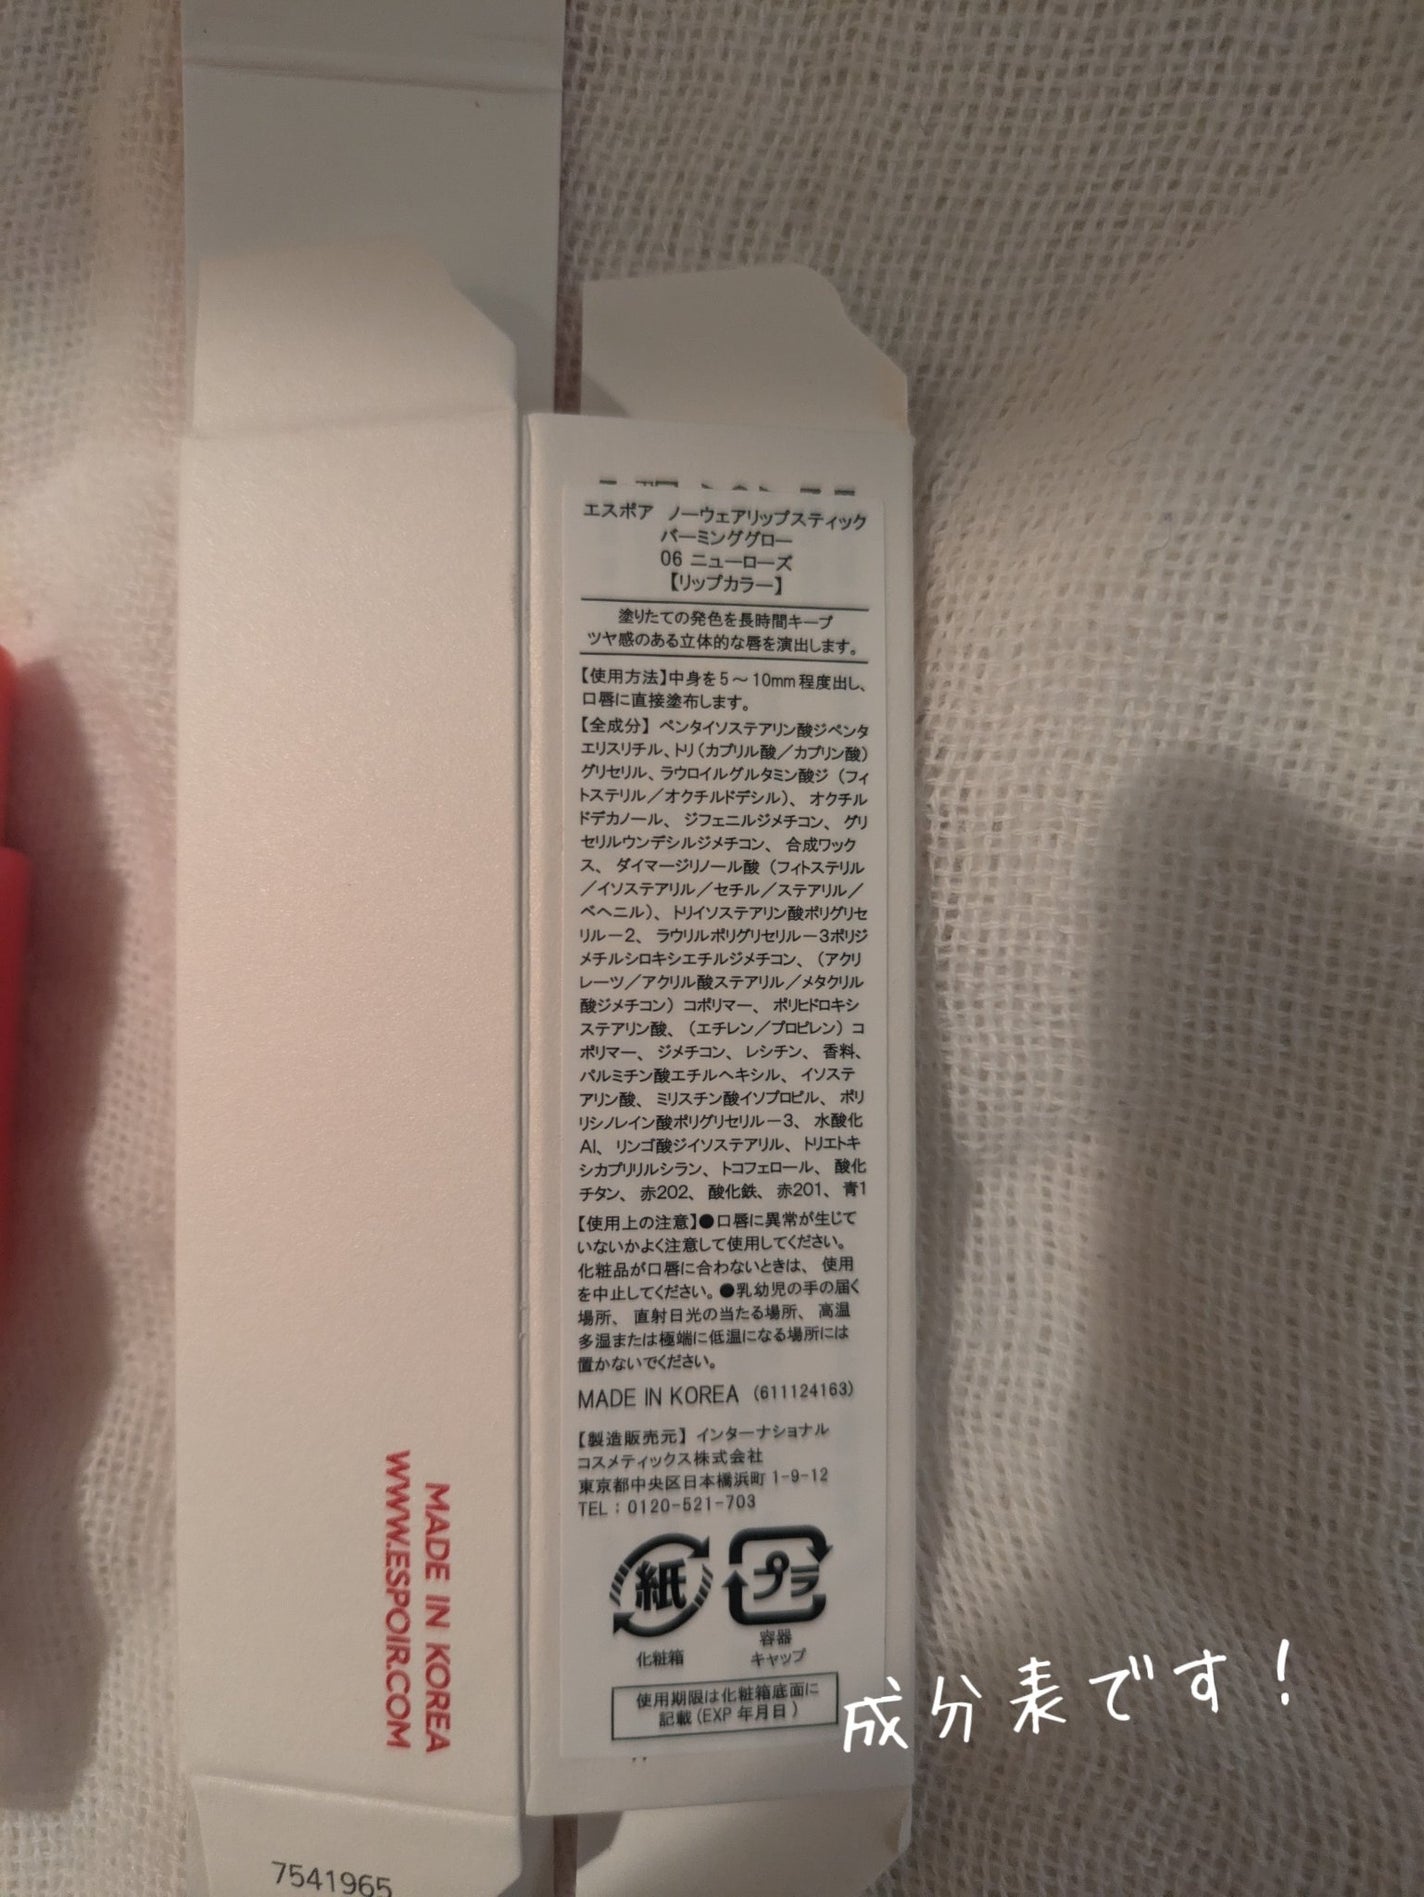 エスポア ノーウェアリップスティック
バーミンググロー
06 ニューローズ
【リップカラー】
塗りたての発色を長時間キープ
ツヤ感のある立体的な唇を演出します。
【使用方法】中身を5～10mm程度出し、
口唇に直接塗布します。
【全成分】 ペンタイソステアリン酸ジペンタ
エリスリチル、トリ（カプリル酸／カプリン酸）
グリセリル、ラウロイルグルタミン酸ジ（フィ
トステリル／オクチルドデシル）、 オクチル
ドデカノール、 ジフェニルジメチコン、 グリ
セリルウンデシルジメチコン、 合成ワック
ス、 ダイマージリノール酸（フィトステリル
／イソステアリル／セチル／ステアリル／
ベヘニル）、 トリイソステアリン酸ポリグリセ
リル－2、 ラウリルポリグリセリル－3ポリジ
メチルシロキシエチルジメチコン、（アクリ
レーツ／アクリル酸ステアリル／メタクリル
酸ジメチコン）コポリマー、 ポリヒドロキシ
ステアリン酸、（エチレン／プロピレン）コ
ポリマー、 ジメチコン、 レシチン、 香料、
パルミチン酸エチルヘキシル、 イソステ
アリン酸、 ミリスチン酸イソプロピル、 ポリ
リシノレイン酸ポリグリセリル－3、 水酸化
Al、 リンゴ酸ジイソステアリル、 トリエトキ
シカプリリルシラン、 トコフェロール、 酸化
チタン、 赤202、 酸化鉄、 赤201、 青1
【使用上の注意】●口唇に異常が生じて
いないかよく注意して使用してください。
化粧品が口唇に合わないときは、 使用
を中止してください。●乳幼児の手の届く
場所、 直射日光の当たる場所、 高温
多湿または極端に低温になる場所には
置かないでください。
MADE IN KOREA (611124163)
【製造販売元】 インターナショナル
コスメティックス株式会社
東京都中央区日本橋浜町 1-9-12
TEL：0120-521-703
紙
プラ
化粧箱
容器
キャップ
使用期限は化粧箱底面に
記載(EXP 年月日)
MADE IN KOREA
WWW.ESPOIR.COM
7541965
成分表です！